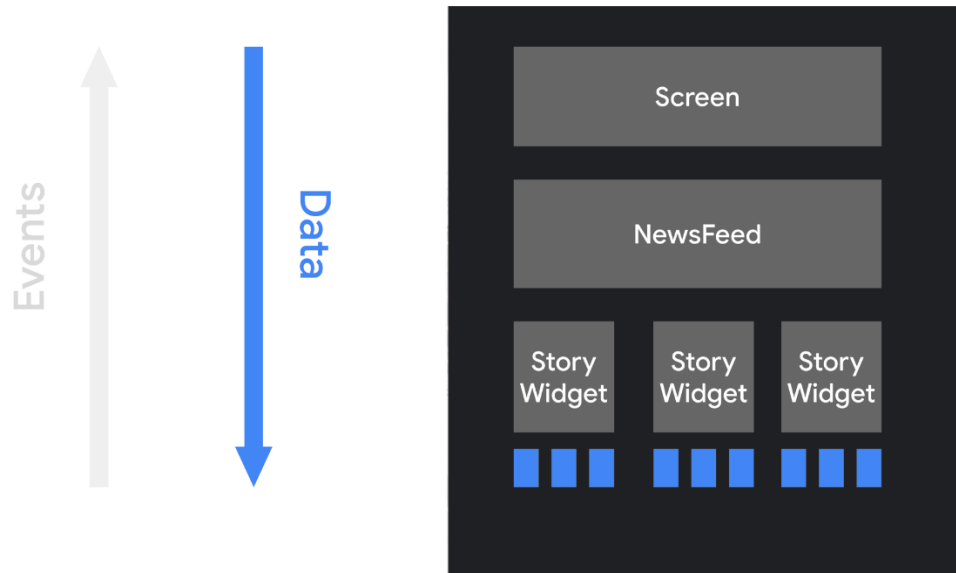 Events
Data
Screen
NewsFeed
Story
Widget
Story
Widget
Story
Widget